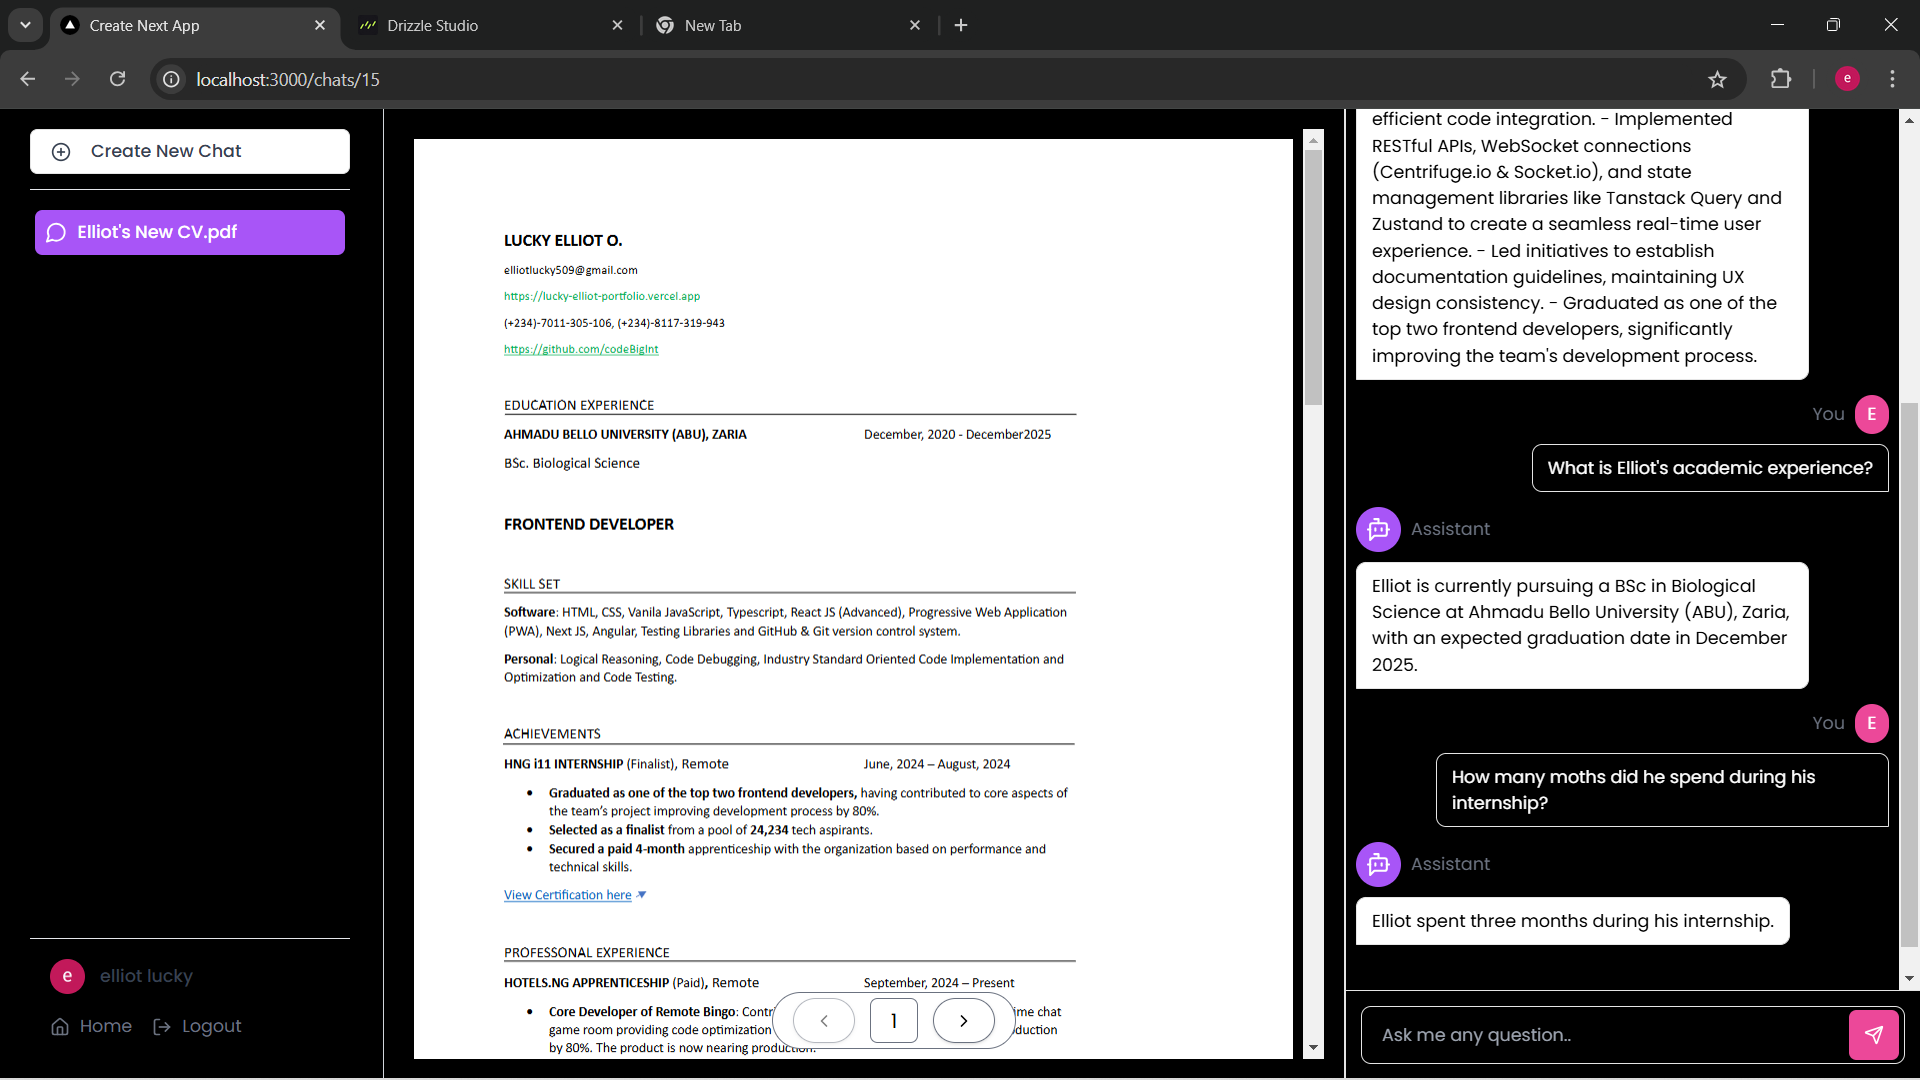 Create Next App
Drizzle Studio
New Tab
e
localhost:3000/chats/15
Create New Chat
Elliot's New CV.pdf
e
elliot lucky
Home
Logout
LUCKY ELLIOT O.
elliotlucky509@gmail.com
https://lucky-elliot-portfolio.vercel.app
(+234)-7011-305-106, (+234)-8117-319-943
https://github.com/codeBigInt
EDUCATION EXPERIENCE
AHMADU BELLO UNIVERSITY (ABU), ZARIA December, 2020 - December2025
BSc. Biological Science
FRONTEND DEVELOPER
SKILL SET
Software: HTML, CSS, Vanila JavaScript, Typescript, React JS (Advanced), Progressive Web Application
(PWA), Next JS, Angular, Testing Libraries and GitHub & Git version control system.
Personal: Logical Reasoning, Code Debugging, Industry Standard Oriented Code Implementation and
Optimization and Code Testing.
ACHIEVEMENTS
HNG i11 INTERNSHIP (Finalist), Remote June, 2024 – August, 2024
• Graduated as one of the top two frontend developers, having contributed to core aspects of
the team's project improving development process by 80%.
• Selected as a finalist from a pool of 24,234 tech aspirants.
• Secured a paid 4-month apprenticeship with the organization based on performance and
technical skills.
View Certification here
PROFESSONAL EXPERIENCE
HOTELS.NG APPRENTICESHIP (Paid), Remote September, 2024 – Present
• Core Developer of Remote Bingo: Contr ime chat
game room providing code optimization duction
by 80%. The product is now nearing production.
1
efficient code integration. - Implemented
RESTful APIs, WebSocket connections
(Centrifuge.io & Socket.io), and state
management libraries like Tanstack Query and
Zustand to create a seamless real-time user
experience. - Led initiatives to establish
documentation guidelines, maintaining UX
design consistency. - Graduated as one of the
top two frontend developers, significantly
improving the team's development process.
You E
What is Elliot's academic experience?
Assistant
Elliot is currently pursuing a BSc in Biological
Science at Ahmadu Bello University (ABU), Zaria,
with an expected graduation date in December
2025.
You E
How many moths did he spend during his
internship?
Assistant
Elliot spent three months during his internship.
Ask me any question..